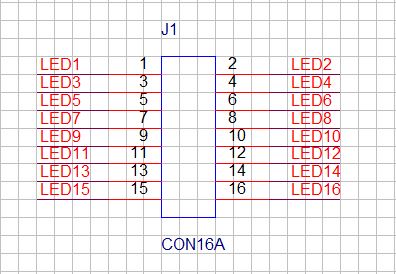 J1
LED1 1 2 LED2
LED3 3 4 LED4
LED5 5 6 LED6
LED7 7 8 LED8
LED9 9 10 LED10
LED11 11 12 LED12
LED13 13 14 LED14
LED15 15 16 LED16
CON16A